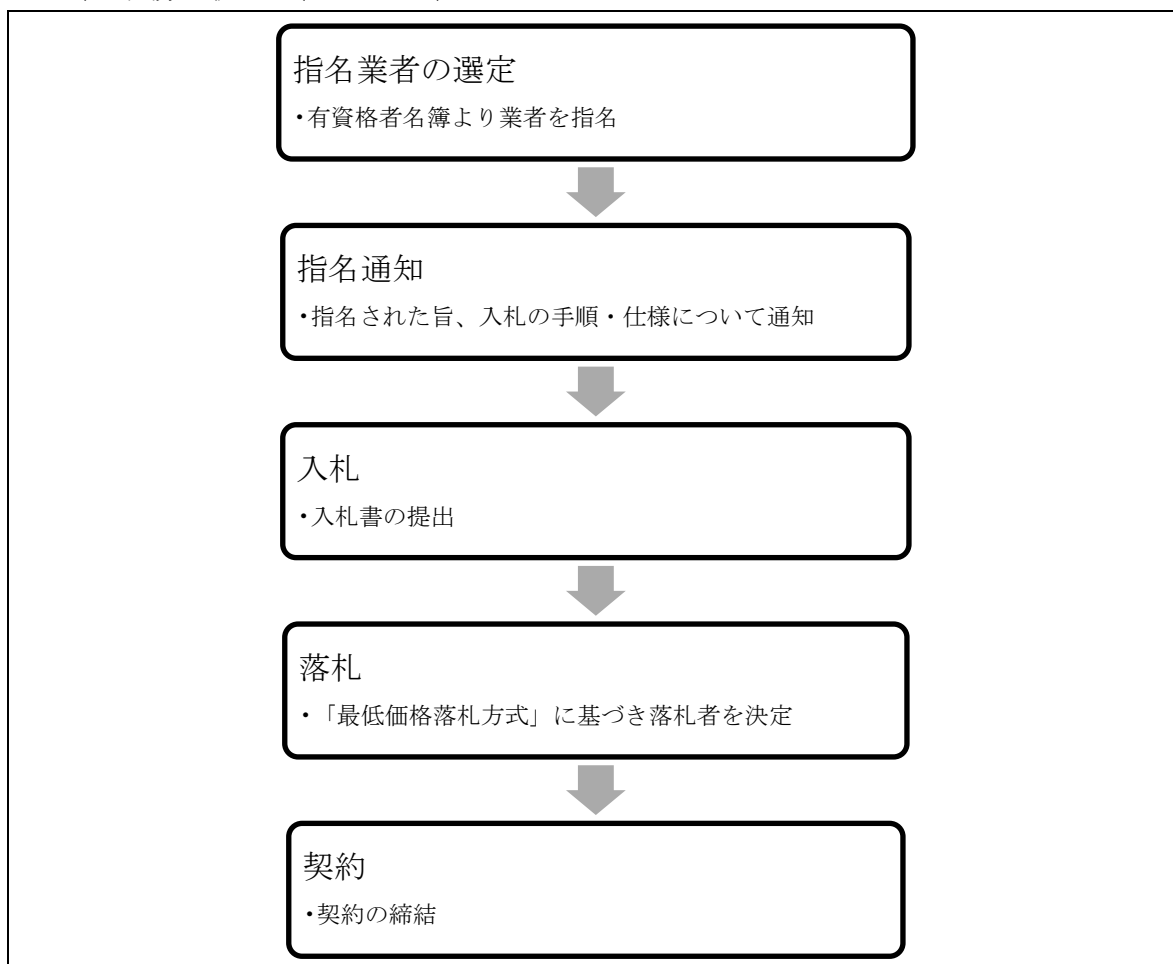 指名業者の選定
・有資格者名簿より業者を指名
指名通知
・指名された旨、入札の手順・仕様について通知
入札
・入札書の提出
落札
・「最低価格落札方式」に基づき落札者を決定
契約
・契約の締結